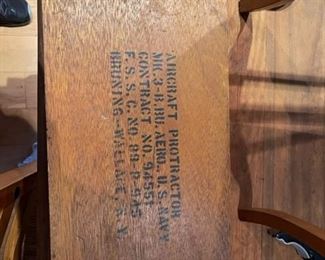 AIRCRAFT PROTRACTOR
MK. 3-B. BU. AERO. U.S. NAVY
CONTRACT NO. 94551
F. S. S. C. NO. 88-P-945
BRUNING--WALLACE, N. Y.